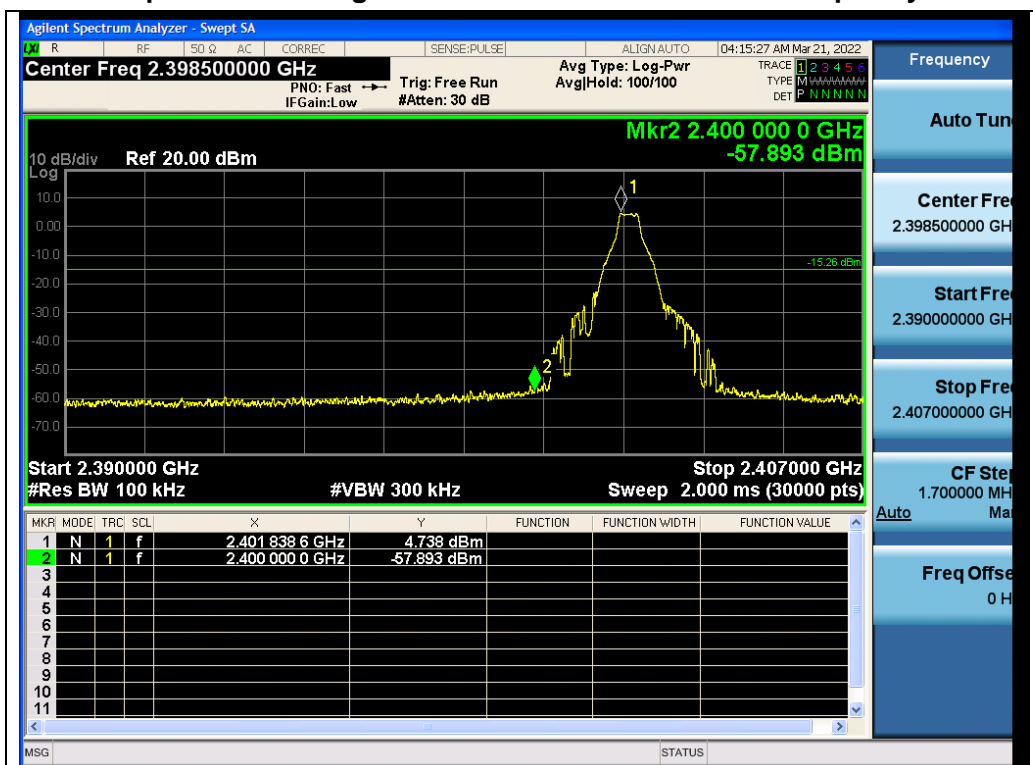 Agilent Spectrum Analyzer - Swept SA
LXI R RF 50 Ω AC CORREC SENSE:PULSE ALIGN AUTO 04:15:27 AM Mar 21, 2022
Center Freq 2.398500000 GHz
PNO: Fast
IFGain:Low
Trig: Free Run
#Atten: 30 dB
Avg Type: Log-Pwr
Avg|Hold: 100/100
TRACE 1 2 3 4 5 6
TYPE M
DET P N N N N N
Mkr2 2.400 000 0 GHz
-57.893 dBm
10 dB/div Ref 20.00 dBm
Log
10.0
0.00
-10.0
-20.0
-30.0
-40.0
-50.0
-60.0
-70.0
1
2
-15.26 dBm
Start 2.390000 GHz Stop 2.407000 GHz
#Res BW 100 kHz #VBW 300 kHz Sweep 2.000 ms (30000 pts)
MKR MODE TRC SCL X Y FUNCTION FUNCTION WIDTH FUNCTION VALUE
1 N 1 f 2.401 838 6 GHz 4.738 dBm
2 N 1 f 2.400 000 0 GHz -57.893 dBm
3
4
5
6
7
8
9
10
11
MSG STATUS
Frequency
Auto Tun
Center Fre
2.398500000 GH
Start Fre
2.390000000 GH
Stop Fre
2.407000000 GH
CF Ste
1.700000 MH
Auto Ma
Freq Offse
0 H